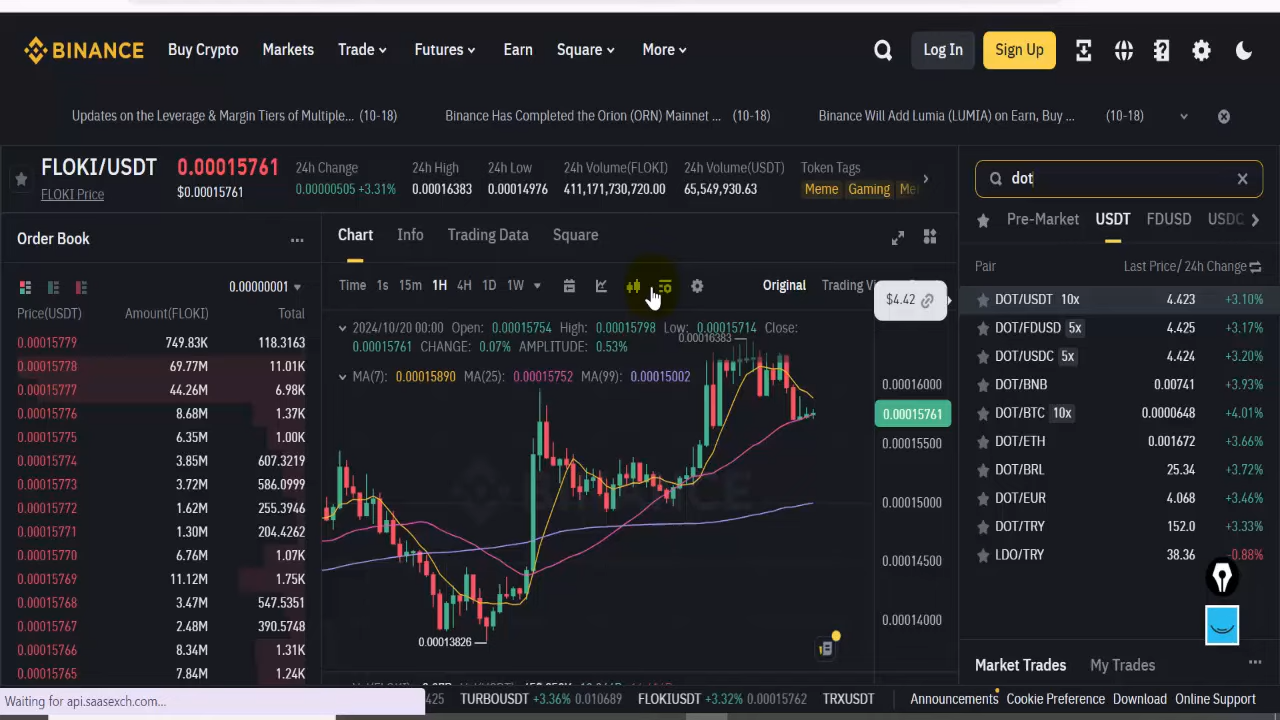 BINANCE
Buy Crypto Markets Trade Futures Earn Square More Log In Sign Up
Updates on the Leverage & Margin Tiers of Multiple... (10-18) Binance Has Completed the Orion (ORN) Mainnet ... (10-18) Binance Will Add Lumia (LUMIA) on Earn, Buy ... (10-18)
FLOKI/USDT 0.00015761 24h Change 24h High 24h Low 24h Volume(FLOKI) 24h Volume(USDT) Token Tags
FLOKI Price $0.00015761 0.00000505 +3.31% 0.00016383 0.00014976 411,171,730,720.00 65,549,930.63 Meme Gaming
dot
Pre-Market USDT FDUSD USDC
Order Book
Chart Info Trading Data Square
Pair Last Price/ 24h Change
0.00000001
Time 1s 15m 1H 4H 1D 1W Original
Price(USDT) Amount(FLOKI) Total
$4.42
2024/10/20 00:00 Open: 0.00015754 High: 0.00015798 Low: 0.00015714 Close:
0.00015761 CHANGE: 0.07% AMPLITUDE: 0.53%
MA(7): 0.00015890 MA(25): 0.00015752 MA(99): 0.00015002
0.00016383
0.00016000
0.00015761
0.00015500
0.00015000
0.00014500
0.00014000
0.00013826
BINANCE
0.00015779 749.83K 118.3163
0.00015778 69.77M 11.01K
0.00015777 44.26M 6.98K
0.00015776 8.68M 1.37K
0.00015775 6.35M 1.00K
0.00015774 3.85M 607.3219
0.00015773 3.72M 586.0999
0.00015772 1.62M 255.3946
0.00015771 1.30M 204.4262
0.00015770 6.76M 1.07K
0.00015769 11.12M 1.75K
0.00015768 3.47M 547.5351
0.00015767 2.48M 390.5748
0.00015766 8.34M 1.31K
0.00015765 7.84M 1.24K
DOT/USDT 10x 4.423 +3.10%
DOT/FDUSD 5x 4.425 +3.17%
DOT/USDC 5x 4.424 +3.20%
DOT/BNB 0.00741 +3.93%
DOT/BTC 10x 0.0000648 +4.01%
DOT/ETH 0.001672 +3.66%
DOT/BRL 25.34 +3.72%
DOT/EUR 4.068 +3.46%
DOT/TRY 152.0 +3.33%
LDO/TRY 38.36 -0.88%
Market Trades My Trades
Waiting for api.saasexch.com...
TURBOUSDT +3.36% 0.010689 FLOKIUSDT +3.32% 0.00015762 TRXUSDT Announcements Cookie Preference Download Online Support